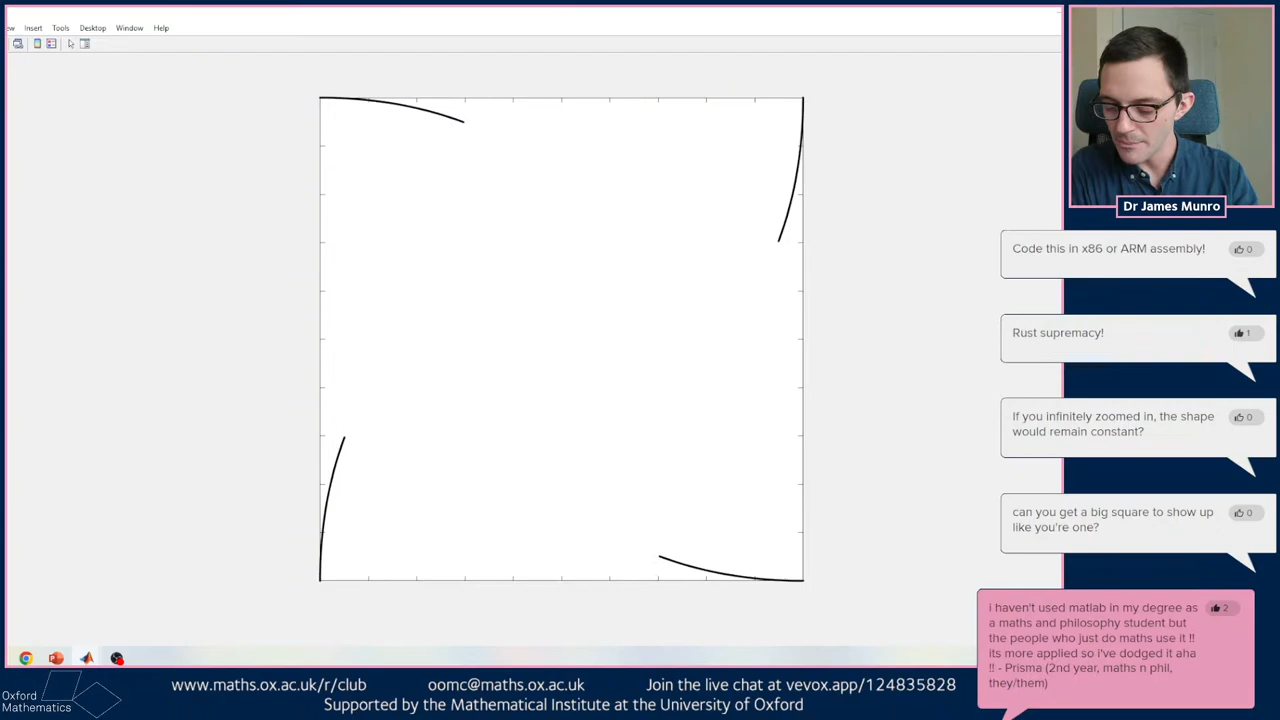 ew Insert Tools Desktop Window Help
Dr James Munro
Code this in x86 or ARM assembly!
0
Rust supremacy!
1
If you infinitely zoomed in, the shape
would remain constant?
0
can you get a big square to show up
like you're one?
0
i haven't used matlab in my degree as
a maths and philosophy student but
the people who just do maths use it !!
its more applied so i've dodged it aha
!! - Prisma (2nd year, maths n phil,
they/them)
2
Oxford
Mathematics
www.maths.ox.ac.uk/r/club oomc@maths.ox.ac.uk Join the live chat at vevox.app/124835828
Supported by the Mathematical Institute at the University of Oxford